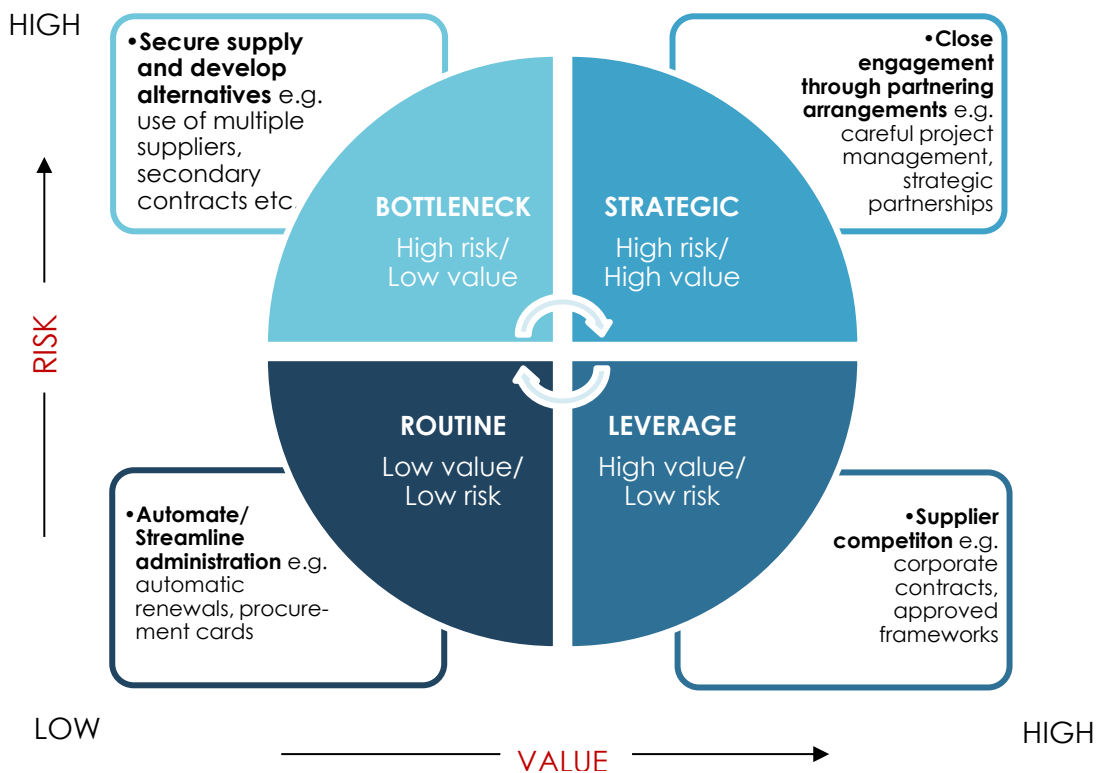 HIGH
•Secure supply
and develop
alternatives e.g.
use of multiple
suppliers,
secondary
contracts etc.
•Close
engagement
through partnering
arrangements e.g.
careful project
management,
strategic
partnerships
BOTTLENECK
High risk/
Low value
STRATEGIC
High risk/
High value
RISK
ROUTINE
Low value/
Low risk
LEVERAGE
High value/
Low risk
•Automate/
Streamline
administration e.g.
automatic
renewals, procure-
ment cards
•Supplier
competiton e.g.
corporate
contracts,
approved
frameworks
LOW
VALUE
HIGH